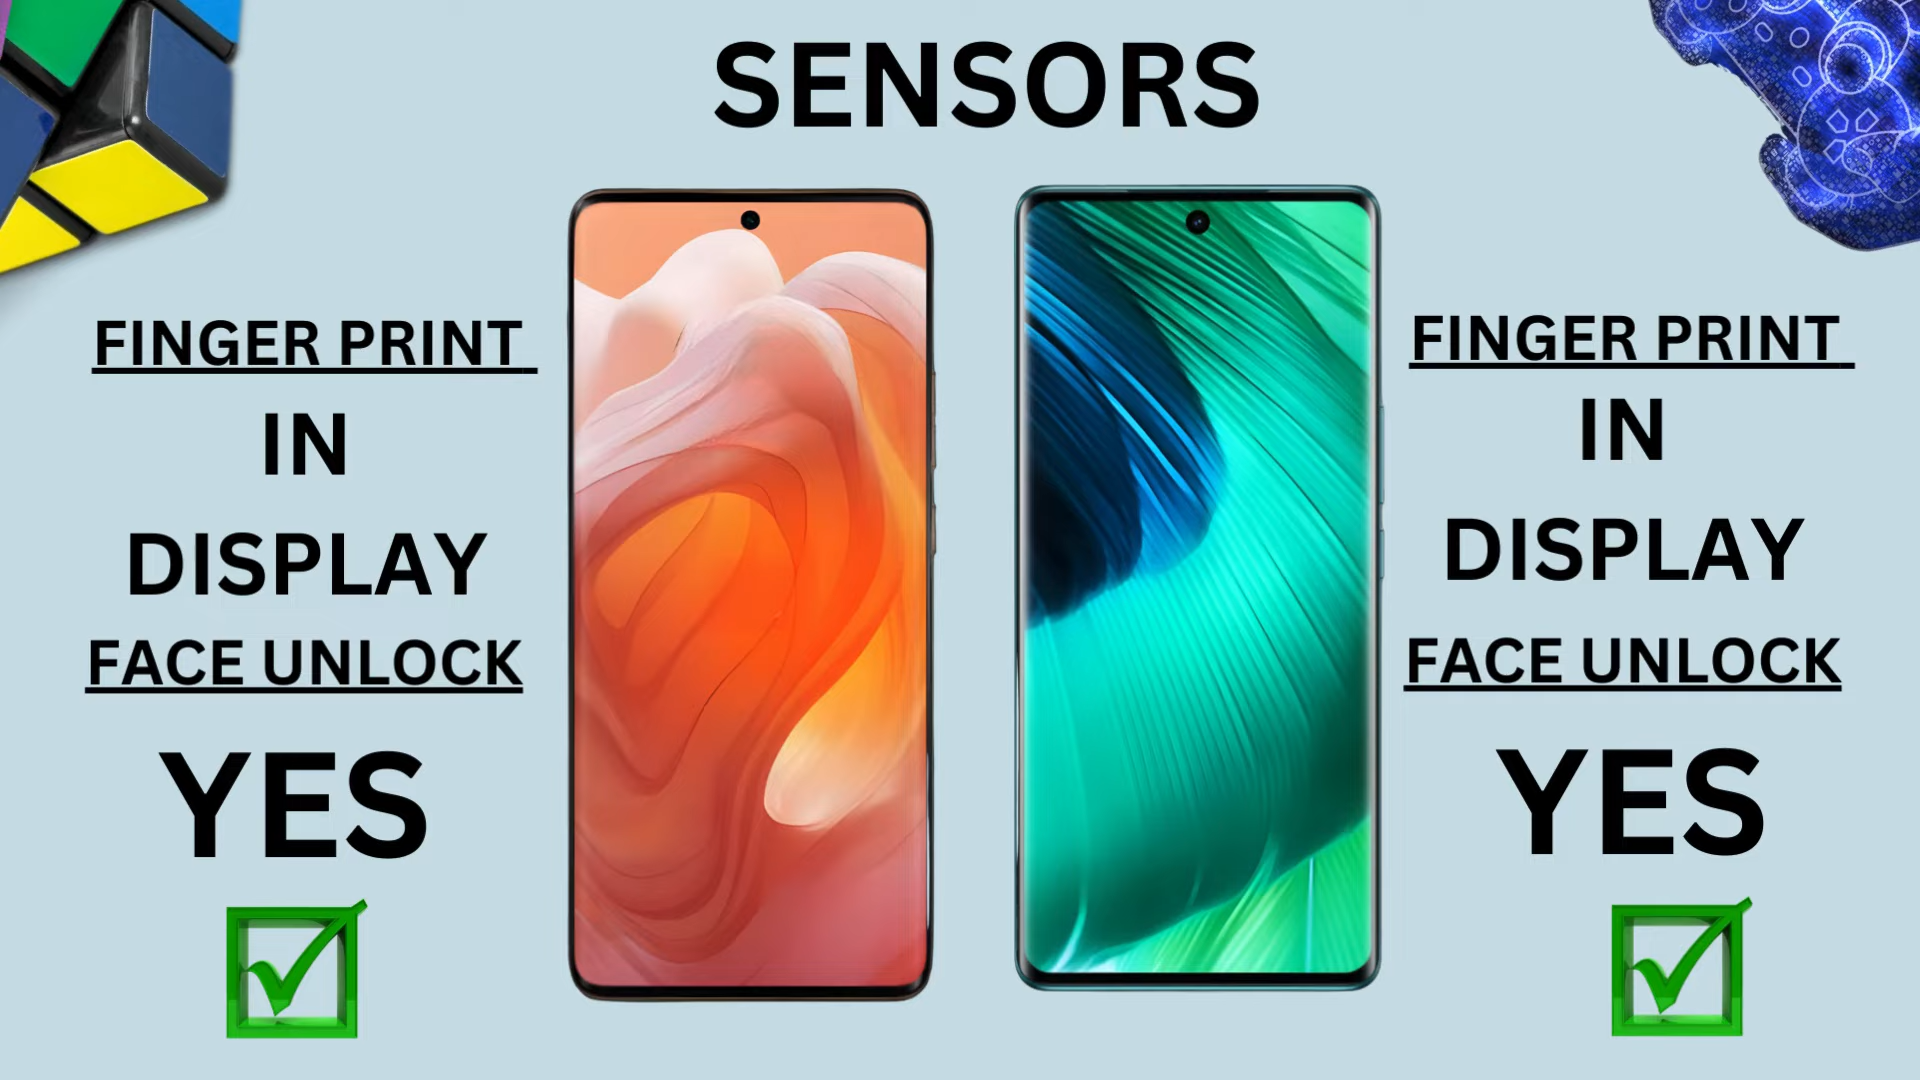 SENSORS
FINGER PRINT
IN
DISPLAY
FACE UNLOCK
YES
FINGER PRINT
IN
DISPLAY
FACE UNLOCK
YES